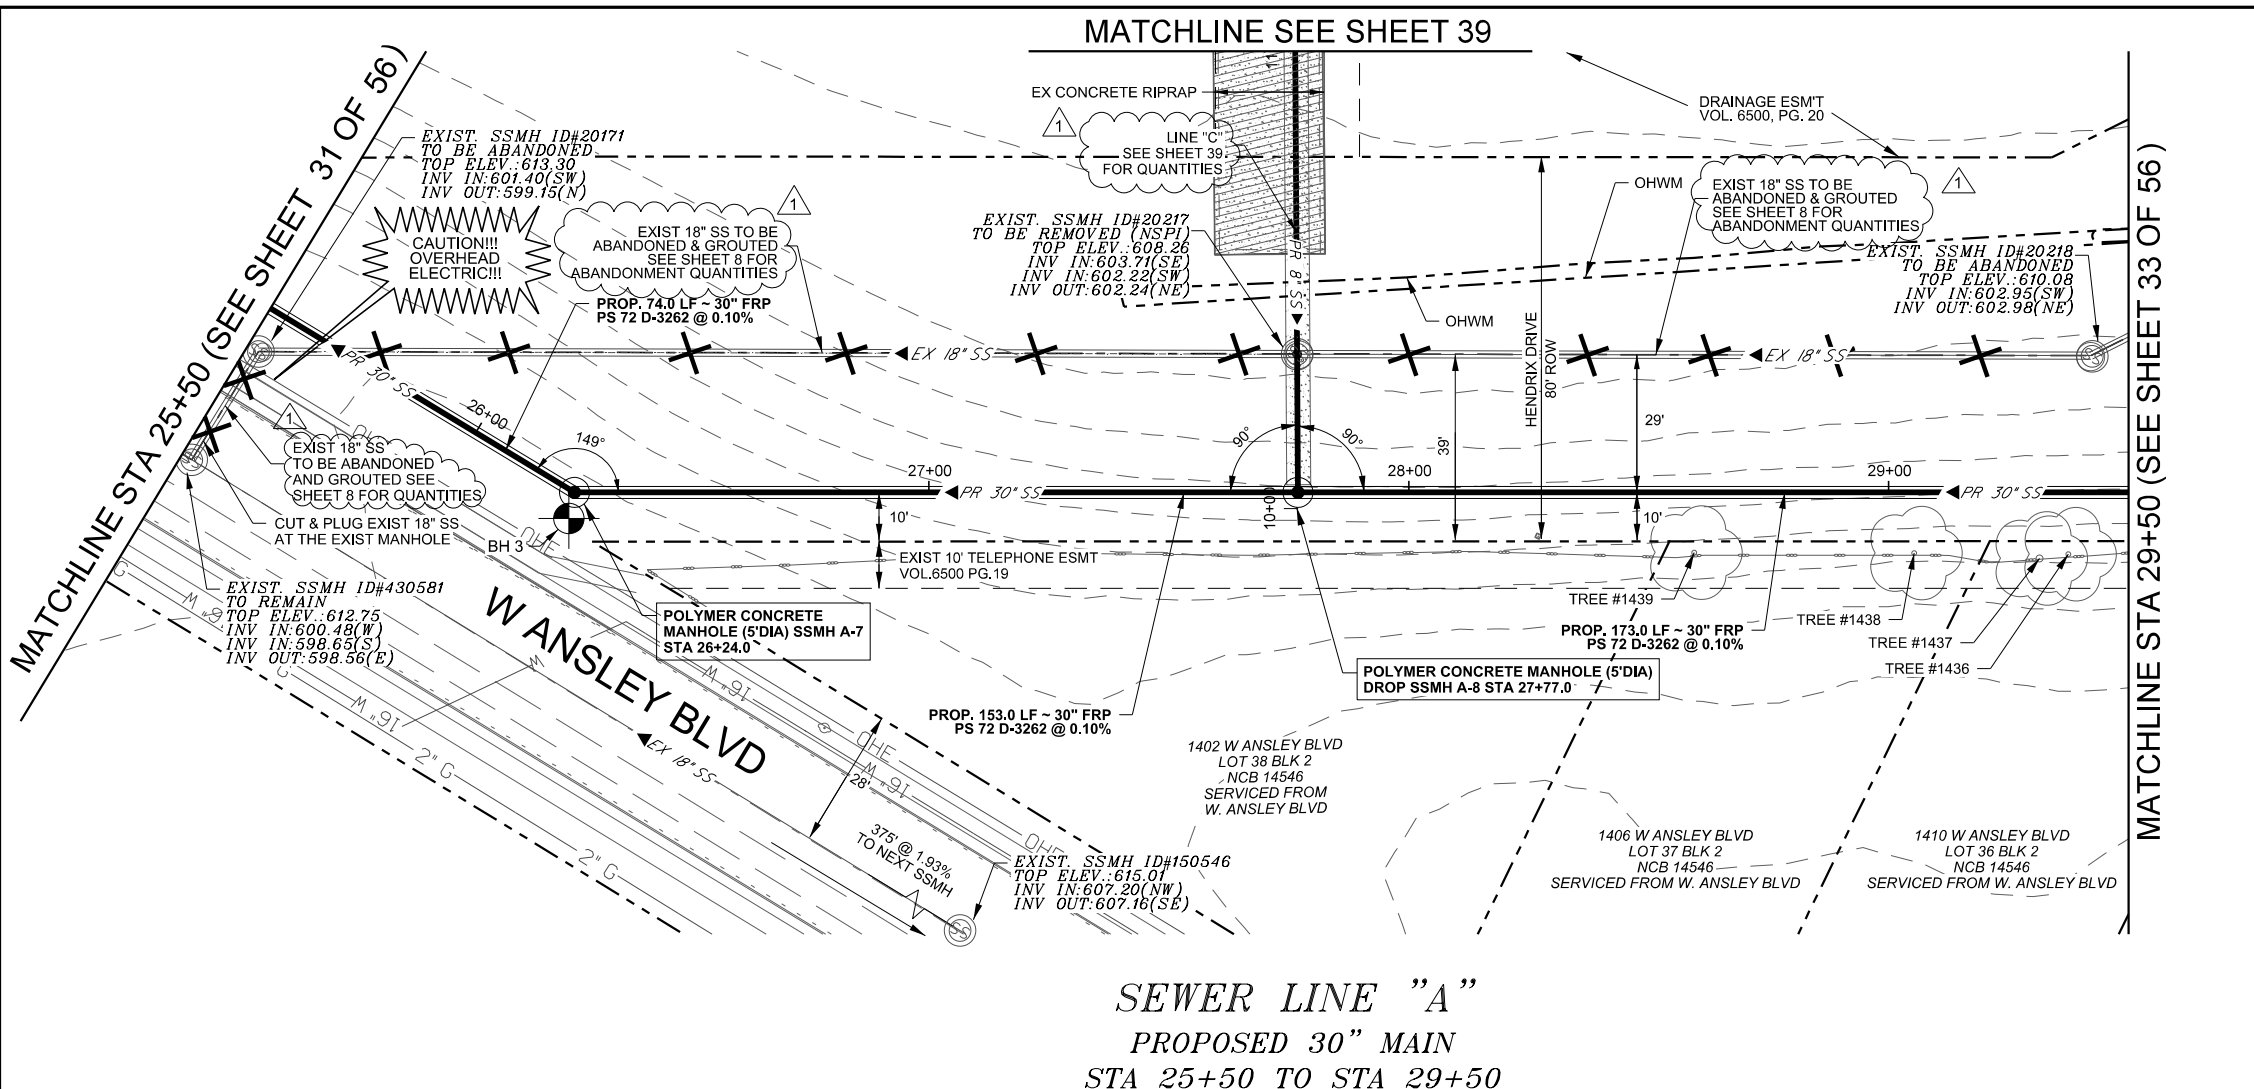 MATCHLINE SEE SHEET 39
MATCHLINE STA 25+50 (SEE SHEET 31 OF 56)
EXIST. SSMH ID#20171
TO BE ABANDONED
TOP ELEV.:613.30
INV IN:601.40(SW)
INV OUT:599.15(N)
CAUTION!!!
OVERHEAD
ELECTRIC!!!
1
EXIST 18" SS TO BE
ABANDONED & GROUTED
SEE SHEET 8 FOR
ABANDONMENT QUANTITIES
PROP. 74.0 LF ~ 30" FRP
PS 72 D-3262 @ 0.10%
EX CONCRETE RIPRAP
11
1
LINE "C"
SEE SHEET 39
FOR QUANTITIES
EXIST. SSMH ID#20217
TO BE REMOVED (NSPI)
TOP ELEV.:608.26
INV IN:603.71(SE)
INV IN:602.22(SW)
INV OUT:602.24(NE)
PR 8" SS
DRAINAGE ESM'T
VOL. 6500, PG. 20
OHWM
1
EXIST 18" SS TO BE
ABANDONED & GROUTED
SEE SHEET 8 FOR
ABANDONMENT QUANTITIES
EXIST. SSMH ID#20218
TO BE ABANDONED
TOP ELEV.:610.08
INV IN:602.95(SW)
INV OUT:602.98(NE)
OHWM
HENDRIX DRIVE
80' ROW
MATCHLINE STA 29+50 (SEE SHEET 33 OF 56)
PR 30" SS
EX 18" SS
EX 18" SS
26+00
149°
27+00
90°
90°
39'
28+00
29'
29+00
PR 30" SS
PR 30" SS
10+00
10'
10'
1
EXIST 18" SS
TO BE ABANDONED
AND GROUTED SEE
SHEET 8 FOR QUANTITIES
CUT & PLUG EXIST 18" SS
AT THE EXIST MANHOLE
BH 3
OHE
EXIST 10' TELEPHONE ESMT
VOL.6500 PG.19
EXIST. SSMH ID#430581
TO REMAIN
TOP ELEV.:612.75
INV IN:600.48(W)
INV IN:598.65(S)
INV OUT:598.56(E)
POLYMER CONCRETE
MANHOLE (5'DIA) SSMH A-7
STA 26+24.0
W ANSLEY BLVD
TREE #1439
TREE #1438
TREE #1437
TREE #1436
PROP. 173.0 LF ~ 30" FRP
PS 72 D-3262 @ 0.10%
POLYMER CONCRETE MANHOLE (5'DIA)
DROP SSMH A-8 STA 27+77.0
PROP. 153.0 LF ~ 30" FRP
PS 72 D-3262 @ 0.10%
G
16" W
G
16" W
16" W
OHE
16" W
OHE
2" G
2" G
EX 18" SS
28'
375' @ 1.93%
TO NEXT SSMH
SS
EXIST. SSMH ID#150546
TOP ELEV.:615.01
INV IN:607.20(NW)
INV OUT:607.16(SE)
1402 W ANSLEY BLVD
LOT 38 BLK 2
NCB 14546
SERVICED FROM
W. ANSLEY BLVD
1406 W ANSLEY BLVD
LOT 37 BLK 2
NCB 14546
SERVICED FROM W. ANSLEY BLVD
1410 W ANSLEY BLVD
LOT 36 BLK 2
NCB 14546
SERVICED FROM W. ANSLEY BLVD
SEWER LINE "A"
PROPOSED 30" MAIN
STA 25+50 TO STA 29+50